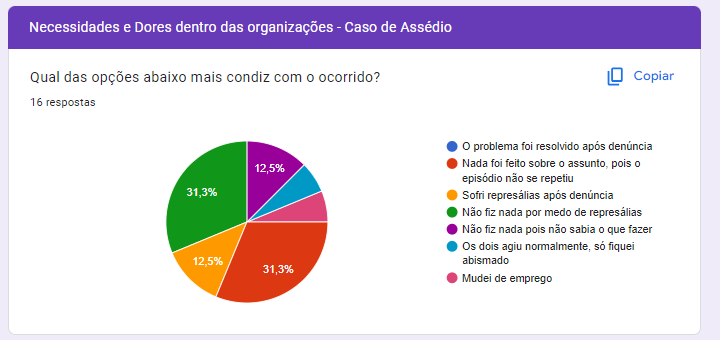 Necessidades e Dores dentro das organizações - Caso de Assédio
Qual das opções abaixo mais condiz com o ocorrido?
Copiar
16 respostas
12,5%
31,3%
12,5%
31,3%
O problema foi resolvido após denúncia
Nada foi feito sobre o assunto, pois o
episódio não se repetiu
Sofri represálias após denúncia
Não fiz nada por medo de represálias
Não fiz nada pois não sabia o que fazer
Os dois agiu normalmente, só fiquei
abismado
Mudei de emprego